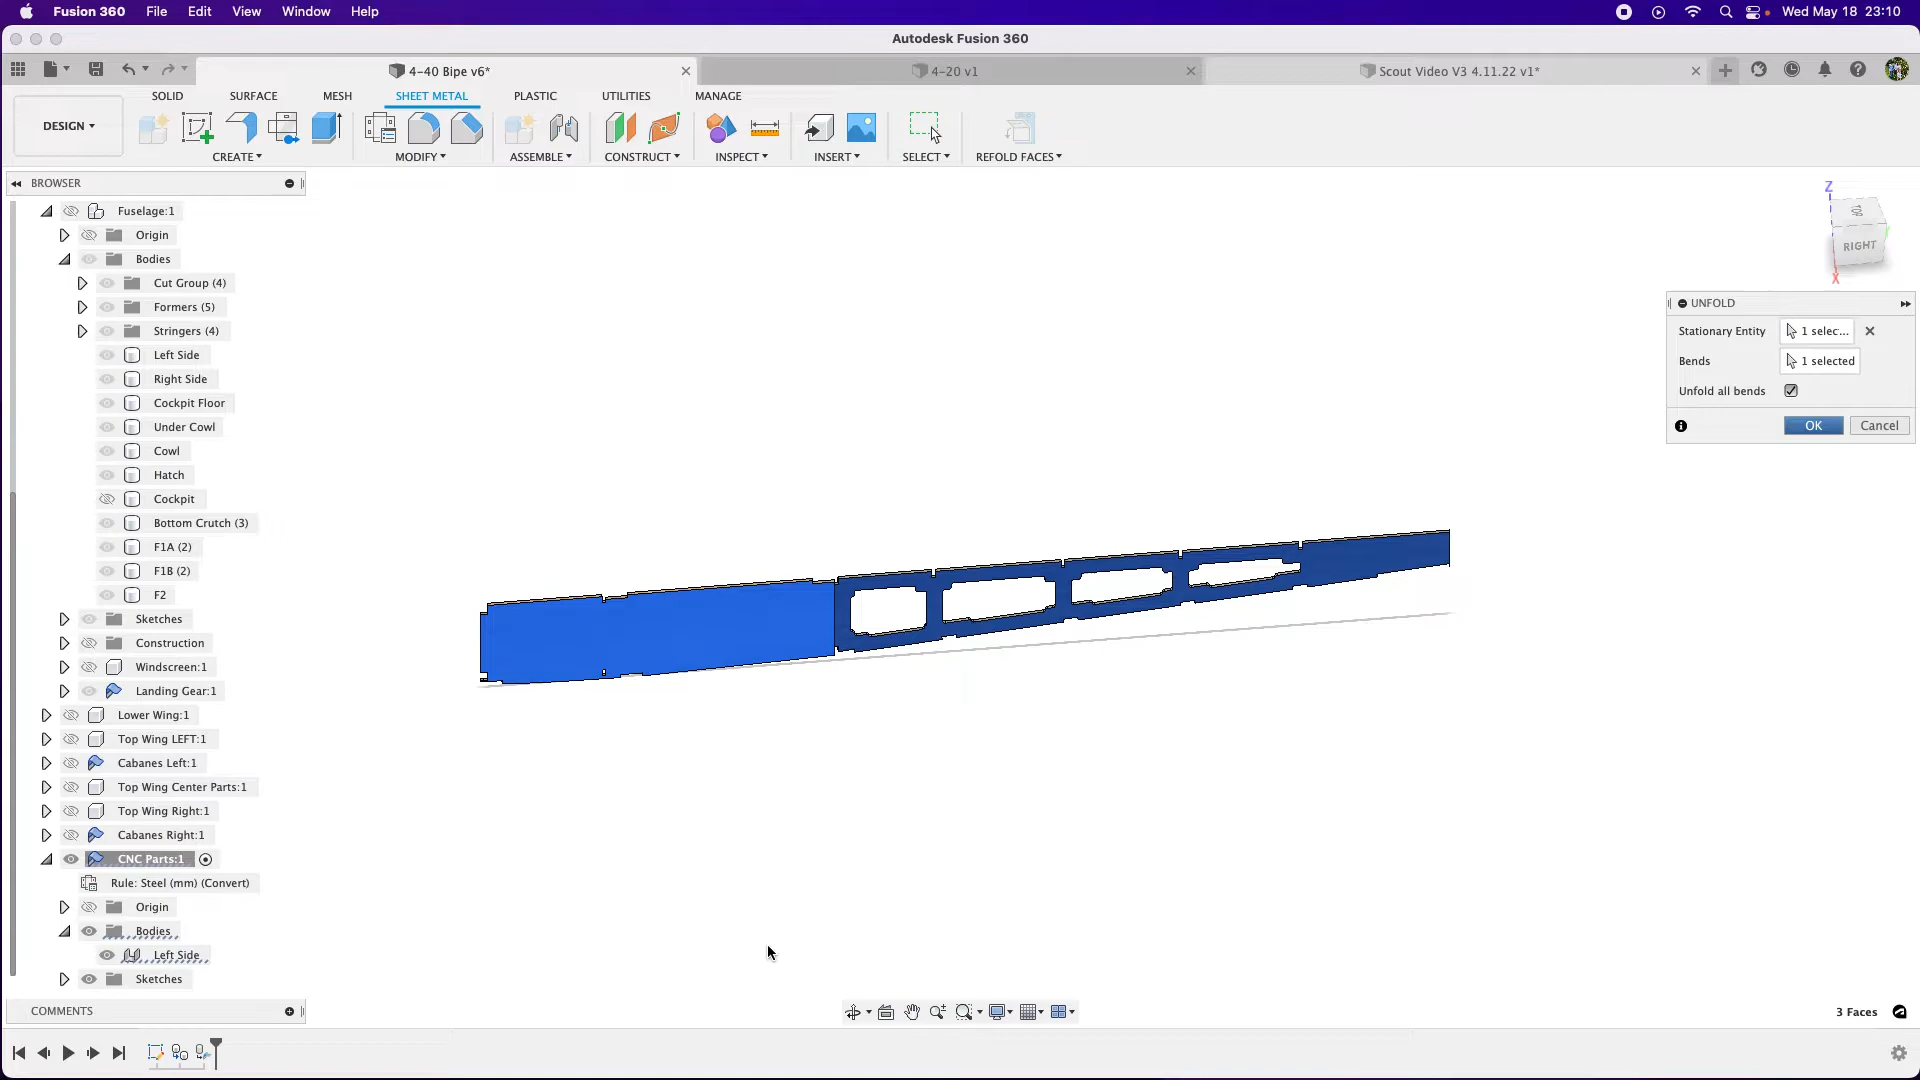 Fusion 360 File Edit View Window Help Wed May 18 23:10
Autodesk Fusion 360
4-40 Bipe v6* 4-20 v1 Scout Video V3 4.11.22 v1*
SOLID SURFACE MESH SHEET METAL PLASTIC UTILITIES MANAGE
DESIGN
CREATE MODIFY ASSEMBLE CONSTRUCT INSPECT INSERT SELECT REFOLD FACES
BROWSER
Fuselage:1
Origin
Bodies
Cut Group (4)
Formers (5)
Stringers (4)
Left Side
Right Side
Cockpit Floor
Under Cowl
Cowl
Hatch
Cockpit
Bottom Crutch (3)
F1A (2)
F1B (2)
F2
Sketches
Construction
Windscreen:1
Landing Gear:1
Lower Wing:1
Top Wing LEFT:1
Cabanes Left:1
Top Wing Center Parts:1
Top Wing Right:1
Cabanes Right:1
CNC Parts:1
Rule: Steel (mm) (Convert)
Origin
Bodies
Left Side
Sketches
COMMENTS
Z
TOP
RIGHT
X
UNFOLD
Stationary Entity 1 selec...
Bends 1 selected
Unfold all bends
OK Cancel
3 Faces